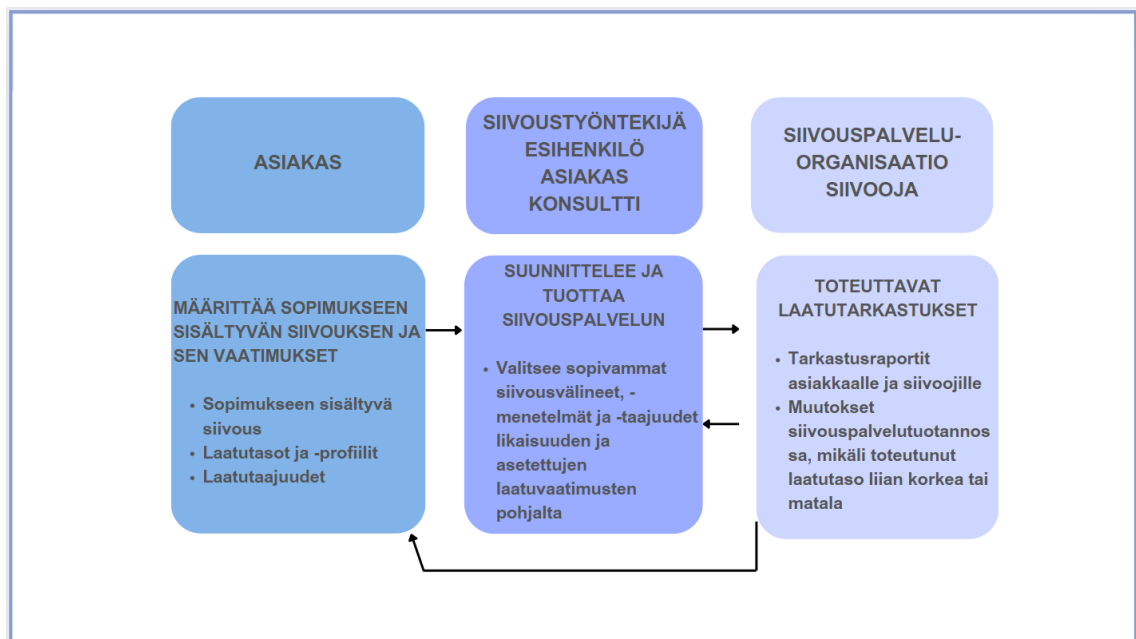 ASIAKAS
SIIVOUSTYÖNTEKIJÄ
ESIHENKILÖ
ASIAKAS
KONSULTTI
SIIVOUSPALVELU-
ORGANISAATIO
SIIVOOJA
MÄÄRITTÄÄ SOPIMUKSEEN
SISÄLTYVÄN SIIVOUKSEN JA
SEN VAATIMUKSET
• Sopimukseen sisältyvä
siivous
• Laatutasot ja -profiilit
• Laatutaajuudet
SUUNNITTELEE JA
TUOTTAA
SIIVOUSPALVELUN
• Valitsee sopivammat
siivousvälineet, -
menetelmät ja -taajuudet
likaisuuden ja
asetettujen
laatuvaatimusten
pohjalta
TOTEUTTAVAT
LAATUTARKASTUKSET
• Tarkastusraportit
asiakkaalle ja siivoojille
• Muutokset
siivouspalvelutuotannos
sa, mikäli toteutunut
laatutaso liian korkea tai
matala